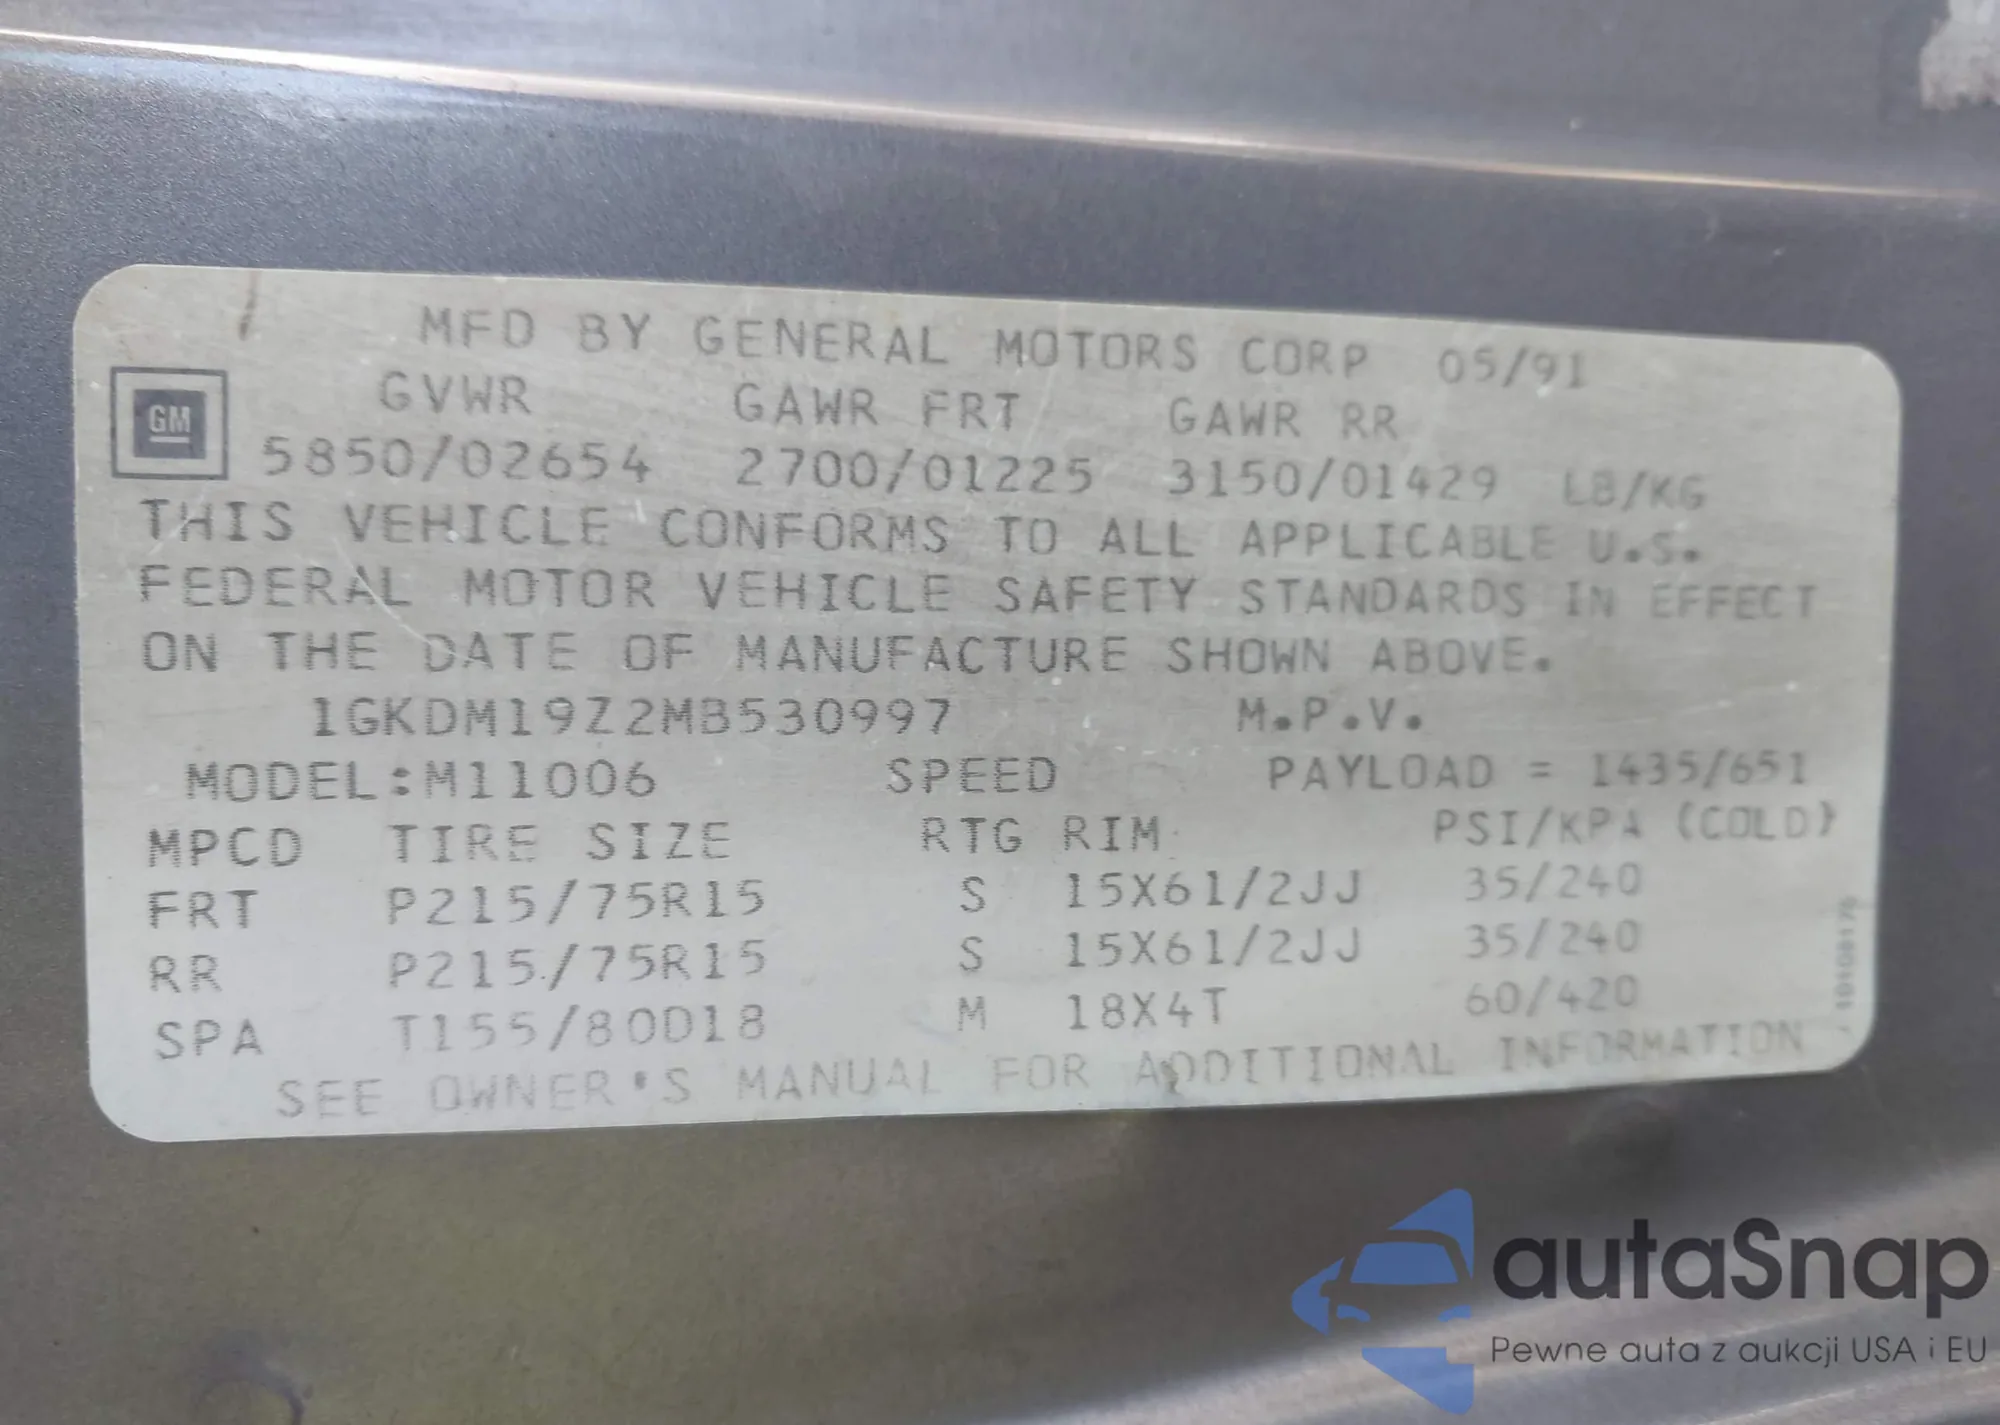 MFD BY GENERAL MOTORS CORP 05/91
GM
GVWR GAWR FRT GAWR RR
5850/02654 2700/01225 3150/01429 LB/KG
THIS VEHICLE CONFORMS TO ALL APPLICABLE U.S.
FEDERAL MOTOR VEHICLE SAFETY STANDARDS IN EFFECT
ON THE DATE OF MANUFACTURE SHOWN ABOVE.
1GKDM19Z2MB530997 M.P.V.
MODEL:M11006 SPEED PAYLOAD = 1435/651
MPCD TIRE SIZE RTG RIM PSI/KPA (COLD)
FRT P215/75R15 S 15X61/2JJ 35/240
RR P215/75R15 S 15X61/2JJ 35/240
SPA T155/80D18 M 18X4T 60/420
SEE OWNER'S MANUAL FOR ADDITIONAL INFORMATION
autaSnap
Pewne auta z aukcji USA i EU